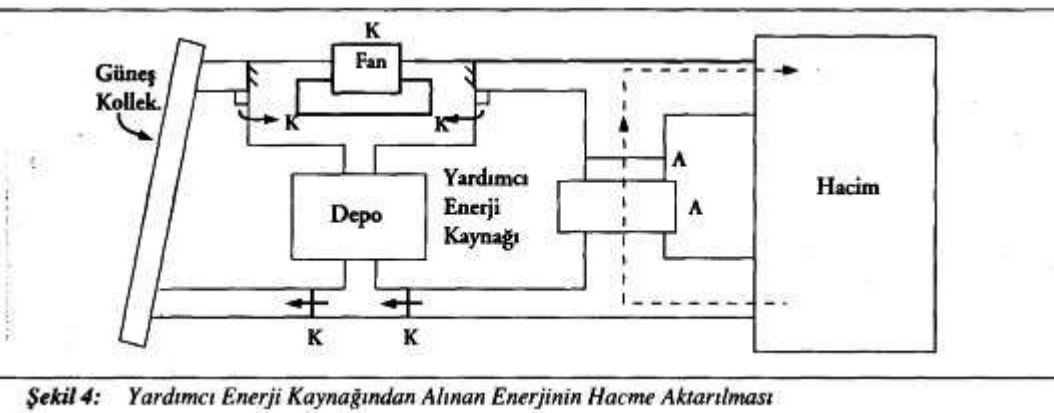 K
Fan
Güneş
Kollek.
K
K
A
Yardımcı
Enerji
Kaynağı
A
Hacim
Depo
K
K
Şekil 4: Yardımcı Enerji Kaynağından Alınan Enerjinin Hacme Aktarılması